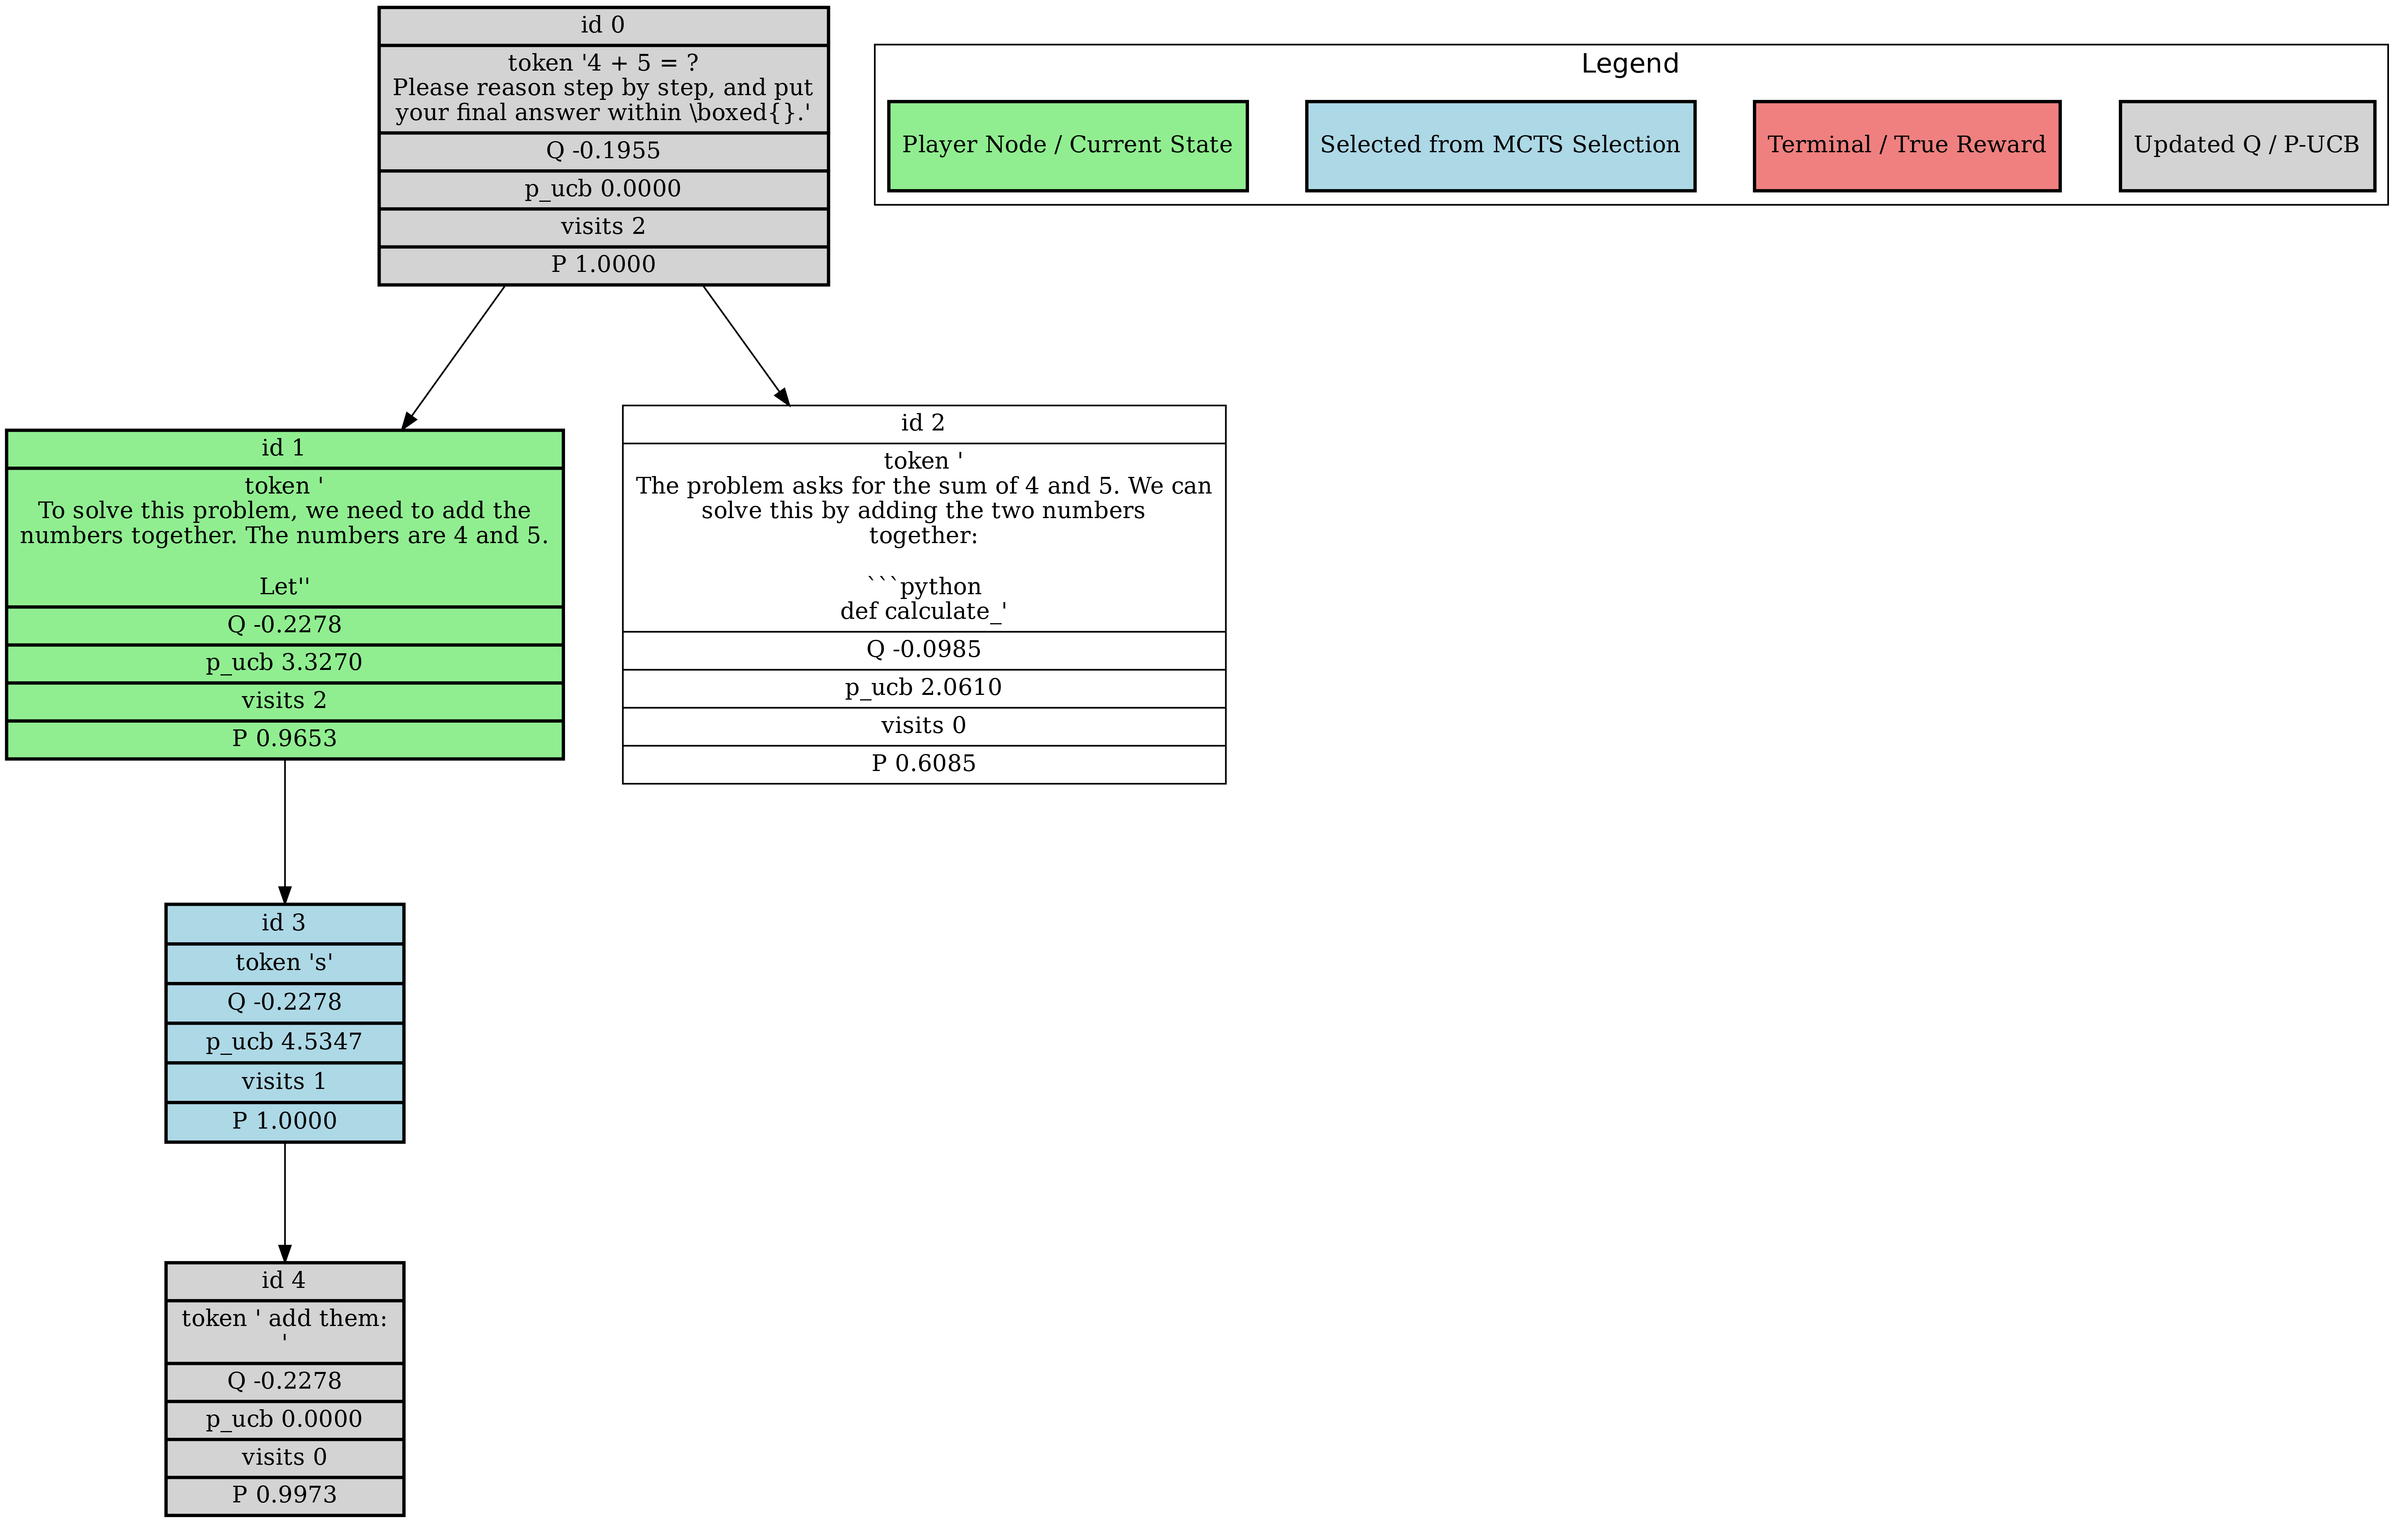 id 0
token '4 + 5 = ?
Please reason step by step, and put
your final answer within \boxed{}.'
Q -0.1955
p_ucb 0.0000
visits 2
P 1.0000
Legend
Player Node / Current State
Selected from MCTS Selection
Terminal / True Reward
Updated Q / P-UCB
id 1
token '
To solve this problem, we need to add the
numbers together. The numbers are 4 and 5.
Let''
Q -0.2278
p_ucb 3.3270
visits 2
P 0.9653
id 2
token '
The problem asks for the sum of 4 and 5. We can
solve this by adding the two numbers
together:
```python
def calculate_'
Q -0.0985
p_ucb 2.0610
visits 0
P 0.6085
id 3
token 's'
Q -0.2278
p_ucb 4.5347
visits 1
P 1.0000
id 4
token ' add them:
'
Q -0.2278
p_ucb 0.0000
visits 0
P 0.9973